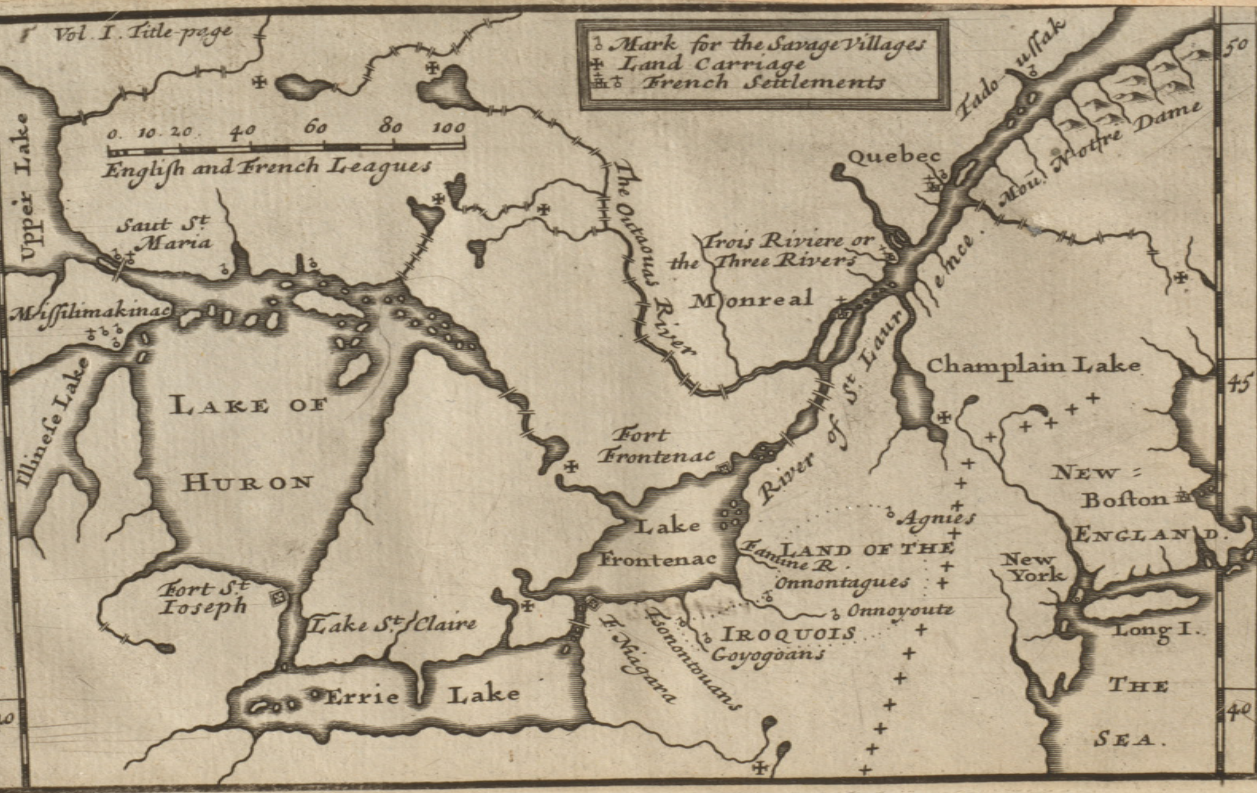 Vol. I. Title-page
Mark for the Savage Villages
Land Carriage
French Settlements
50
0. 10. 20. 40 60 80 100
Engliſh and French Leagues
Upper Lake
Saut St.
Maria
Miſſilimakinac
Illineſe Lake
LAKE OF
HURON
Fort St
Ioseph
Lake St. Claire
Errie Lake
The Outaouas River
Tadouſſak
Quebec
Mou. Notre Dame
Trois Riviere or
the Three Rivers
Monreal
River of St. Laurence.
Champlain Lake
45
Fort
Frontenac
Lake
Frontenac
NEW=
Boſton
ENGLAND.
Agnies
LAND OF THE
Famine R.
Onnontagues
Onnoyoute
IROQUOIS
Goyogoans
Tsonontouans
F. Niagara
New
York
Long I.
THE
SEA.
40